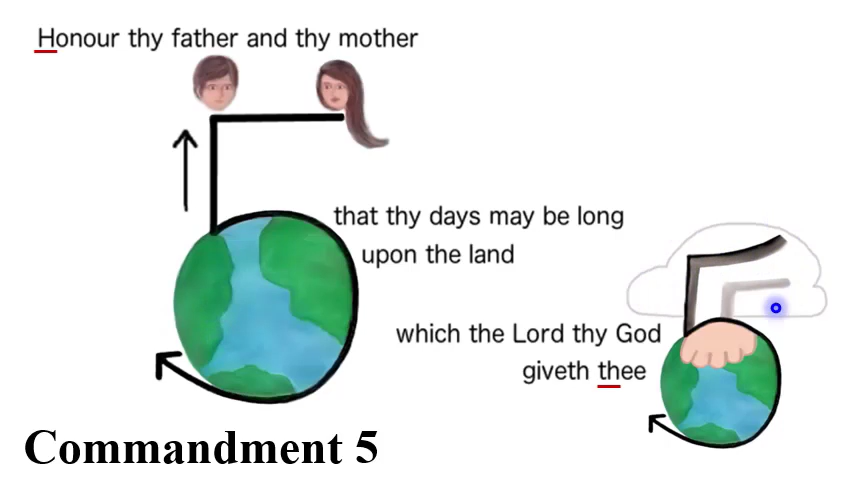 Honour thy father and thy mother
that thy days may be long
upon the land
which the Lord thy God
giveth thee
Commandment 5